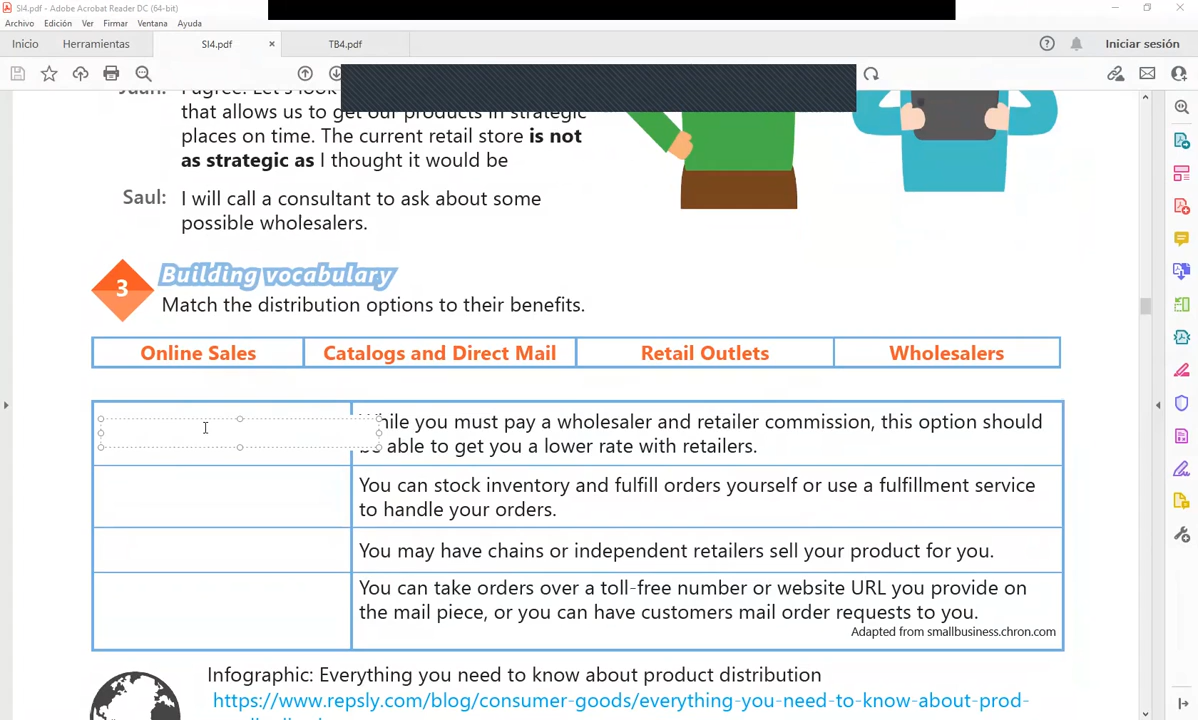 SI4.pdf - Adobe Acrobat Reader DC (64-bit)
Archivo Edición Ver Firmar Ventana Ayuda
Inicio Herramientas SI4.pdf × TB4.pdf Iniciar sesión
that allows us to get our products in strategic
places on time. The current retail store is not
as strategic as I thought it would be
Saul: I will call a consultant to ask about some
possible wholesalers.
3 Building vocabulary
Match the distribution options to their benefits.
Online Sales Catalogs and Direct Mail Retail Outlets Wholesalers
While you must pay a wholesaler and retailer commission, this option should
be able to get you a lower rate with retailers.
You can stock inventory and fulfill orders yourself or use a fulfillment service
to handle your orders.
You may have chains or independent retailers sell your product for you.
You can take orders over a toll-free number or website URL you provide on
the mail piece, or you can have customers mail order requests to you.
Adapted from smallbusiness.chron.com
Infographic: Everything you need to know about product distribution
https://www.repsly.com/blog/consumer-goods/everything-you-need-to-know-about-prod-